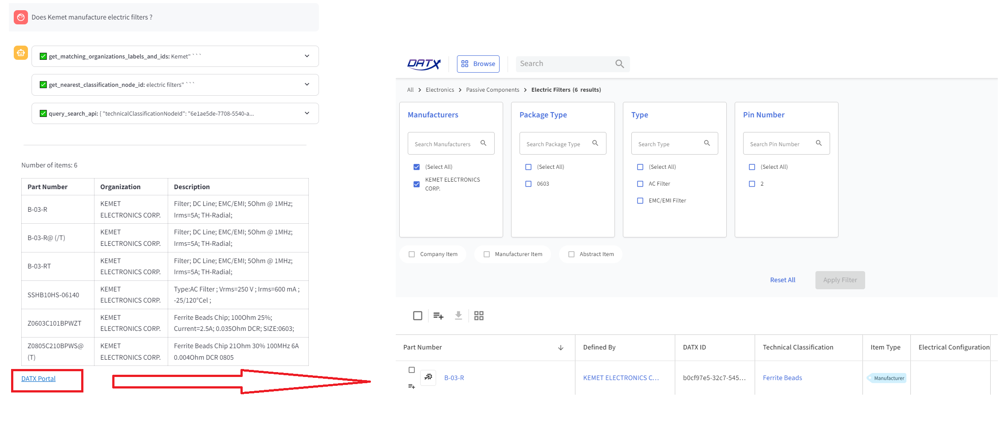 Does Kemet manufacture electric filters ?
get_matching_organizations_labels_and_ids: Kemet" ```
get_nearest_classification_node_id: electric filters" ```
query_search_api: { "technicalClassificationNodeId": "6e1ae5de-7708-5540-a...
Number of items: 6
Part Number Organization Description
B-03-R
KEMET
ELECTRONICS CORP.
Filter; DC Line; EMC/EMI; 5Ohm @ 1MHz;
Irms=5A; TH-Radial;
B-03-R@ (/T)
KEMET
ELECTRONICS CORP.
Filter; DC Line; EMC/EMI; 5Ohm @ 1MHz;
Irms=5A; TH-Radial;
B-03-RT
KEMET
ELECTRONICS CORP.
Filter; DC Line; EMC/EMI; 5Ohm @ 1MHz;
Irms=5A; TH-Radial;
SSHB10HS-06140
KEMET
ELECTRONICS CORP.
Type:AC Filter ; Vrms=250 V ; Irms=600 mA ;
-25/120°Cel ;
Z0603C101BPWZT
KEMET
ELECTRONICS CORP.
Ferrite Beads Chip; 100Ohm 25%;
Current=2.5A; 0.035Ohm DCR; SIZE:0603;
Z0805C210BPWS@
(T)
KEMET
ELECTRONICS CORP.
Ferrite Beads Chip 21Ohm 30% 100MHz 6A
0.004Ohm DCR 0805
DATX Portal
DATX
Browse
Search
All > Electronics > Passive Components > Electric Filters (6 results)
Manufacturers
Search Manufacturers
(Select All)
KEMET ELECTRONICS
CORP.
Package Type
Search Package Type
(Select All)
0603
Type
Search Type
(Select All)
AC Filter
EMC/EMI Filter
Pin Number
Search Pin Number
(Select All)
2
Company Item
Manufacturer Item
Abstract Item
Reset All
Apply Filter
Part Number Defined By DATX ID Technical Classification Item Type Electrical Configuration
B-03-R KEMET ELECTRONICS C... b0cf97e5-32c7-545... Ferrite Beads Manufacturer